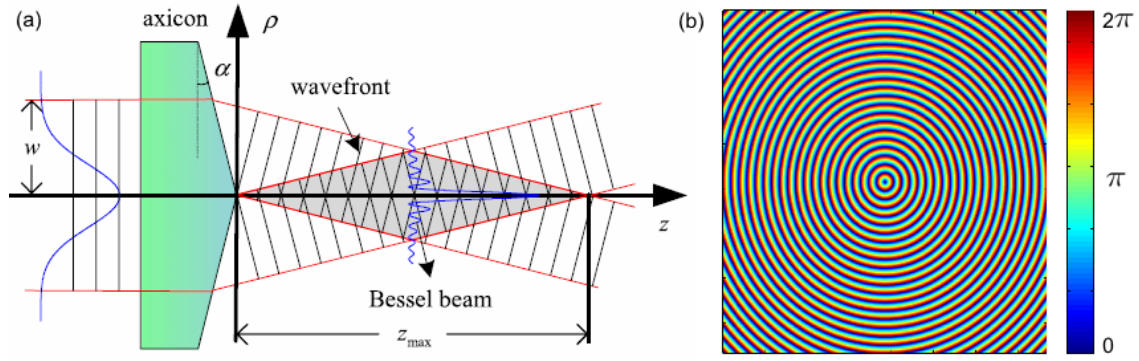 (a)
axicon
ρ
α
wavefront
w
z
Bessel beam
z_max
(b)
2π
π
0